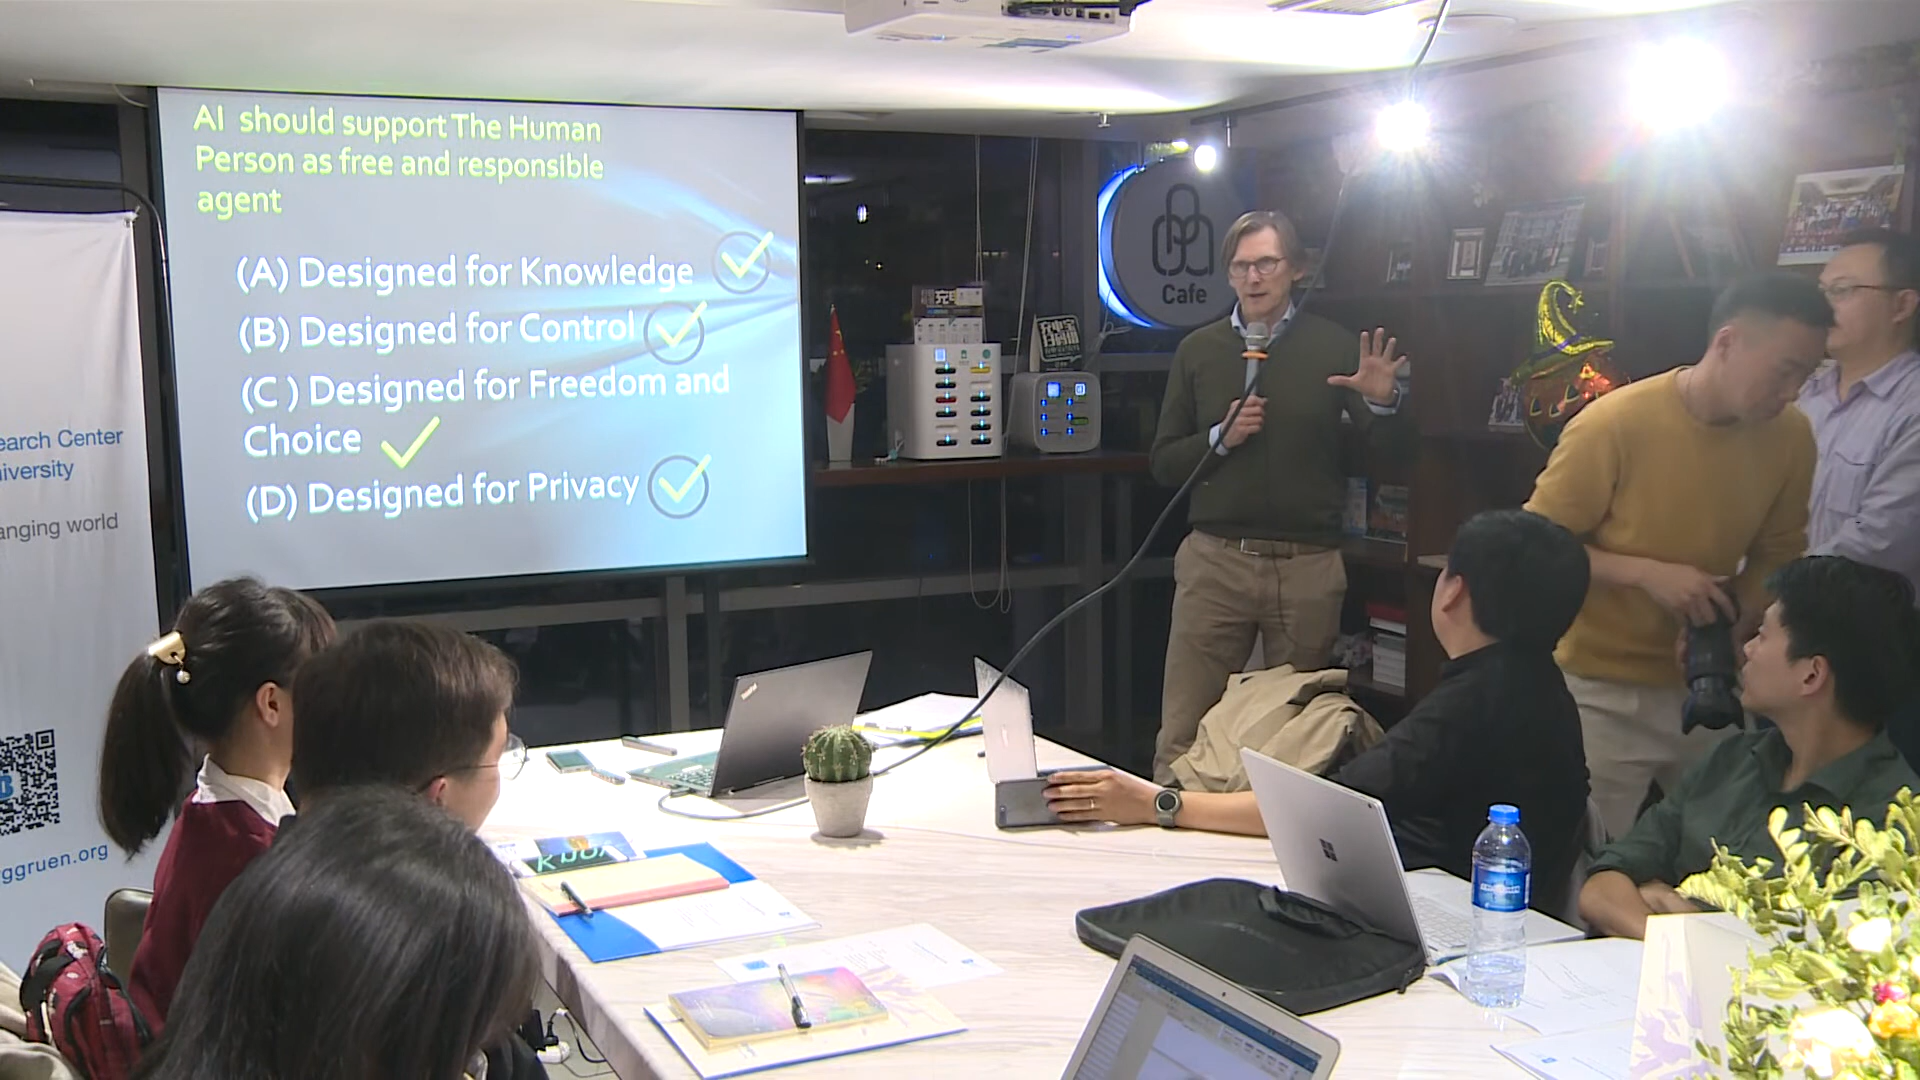 AI should support The Human
Person as free and responsible
agent
(A) Designed for Knowledge
(B) Designed for Control
(C ) Designed for Freedom and
Choice
(D) Designed for Privacy
earch Center
iversity
anging world
ggruen.org
Cafe